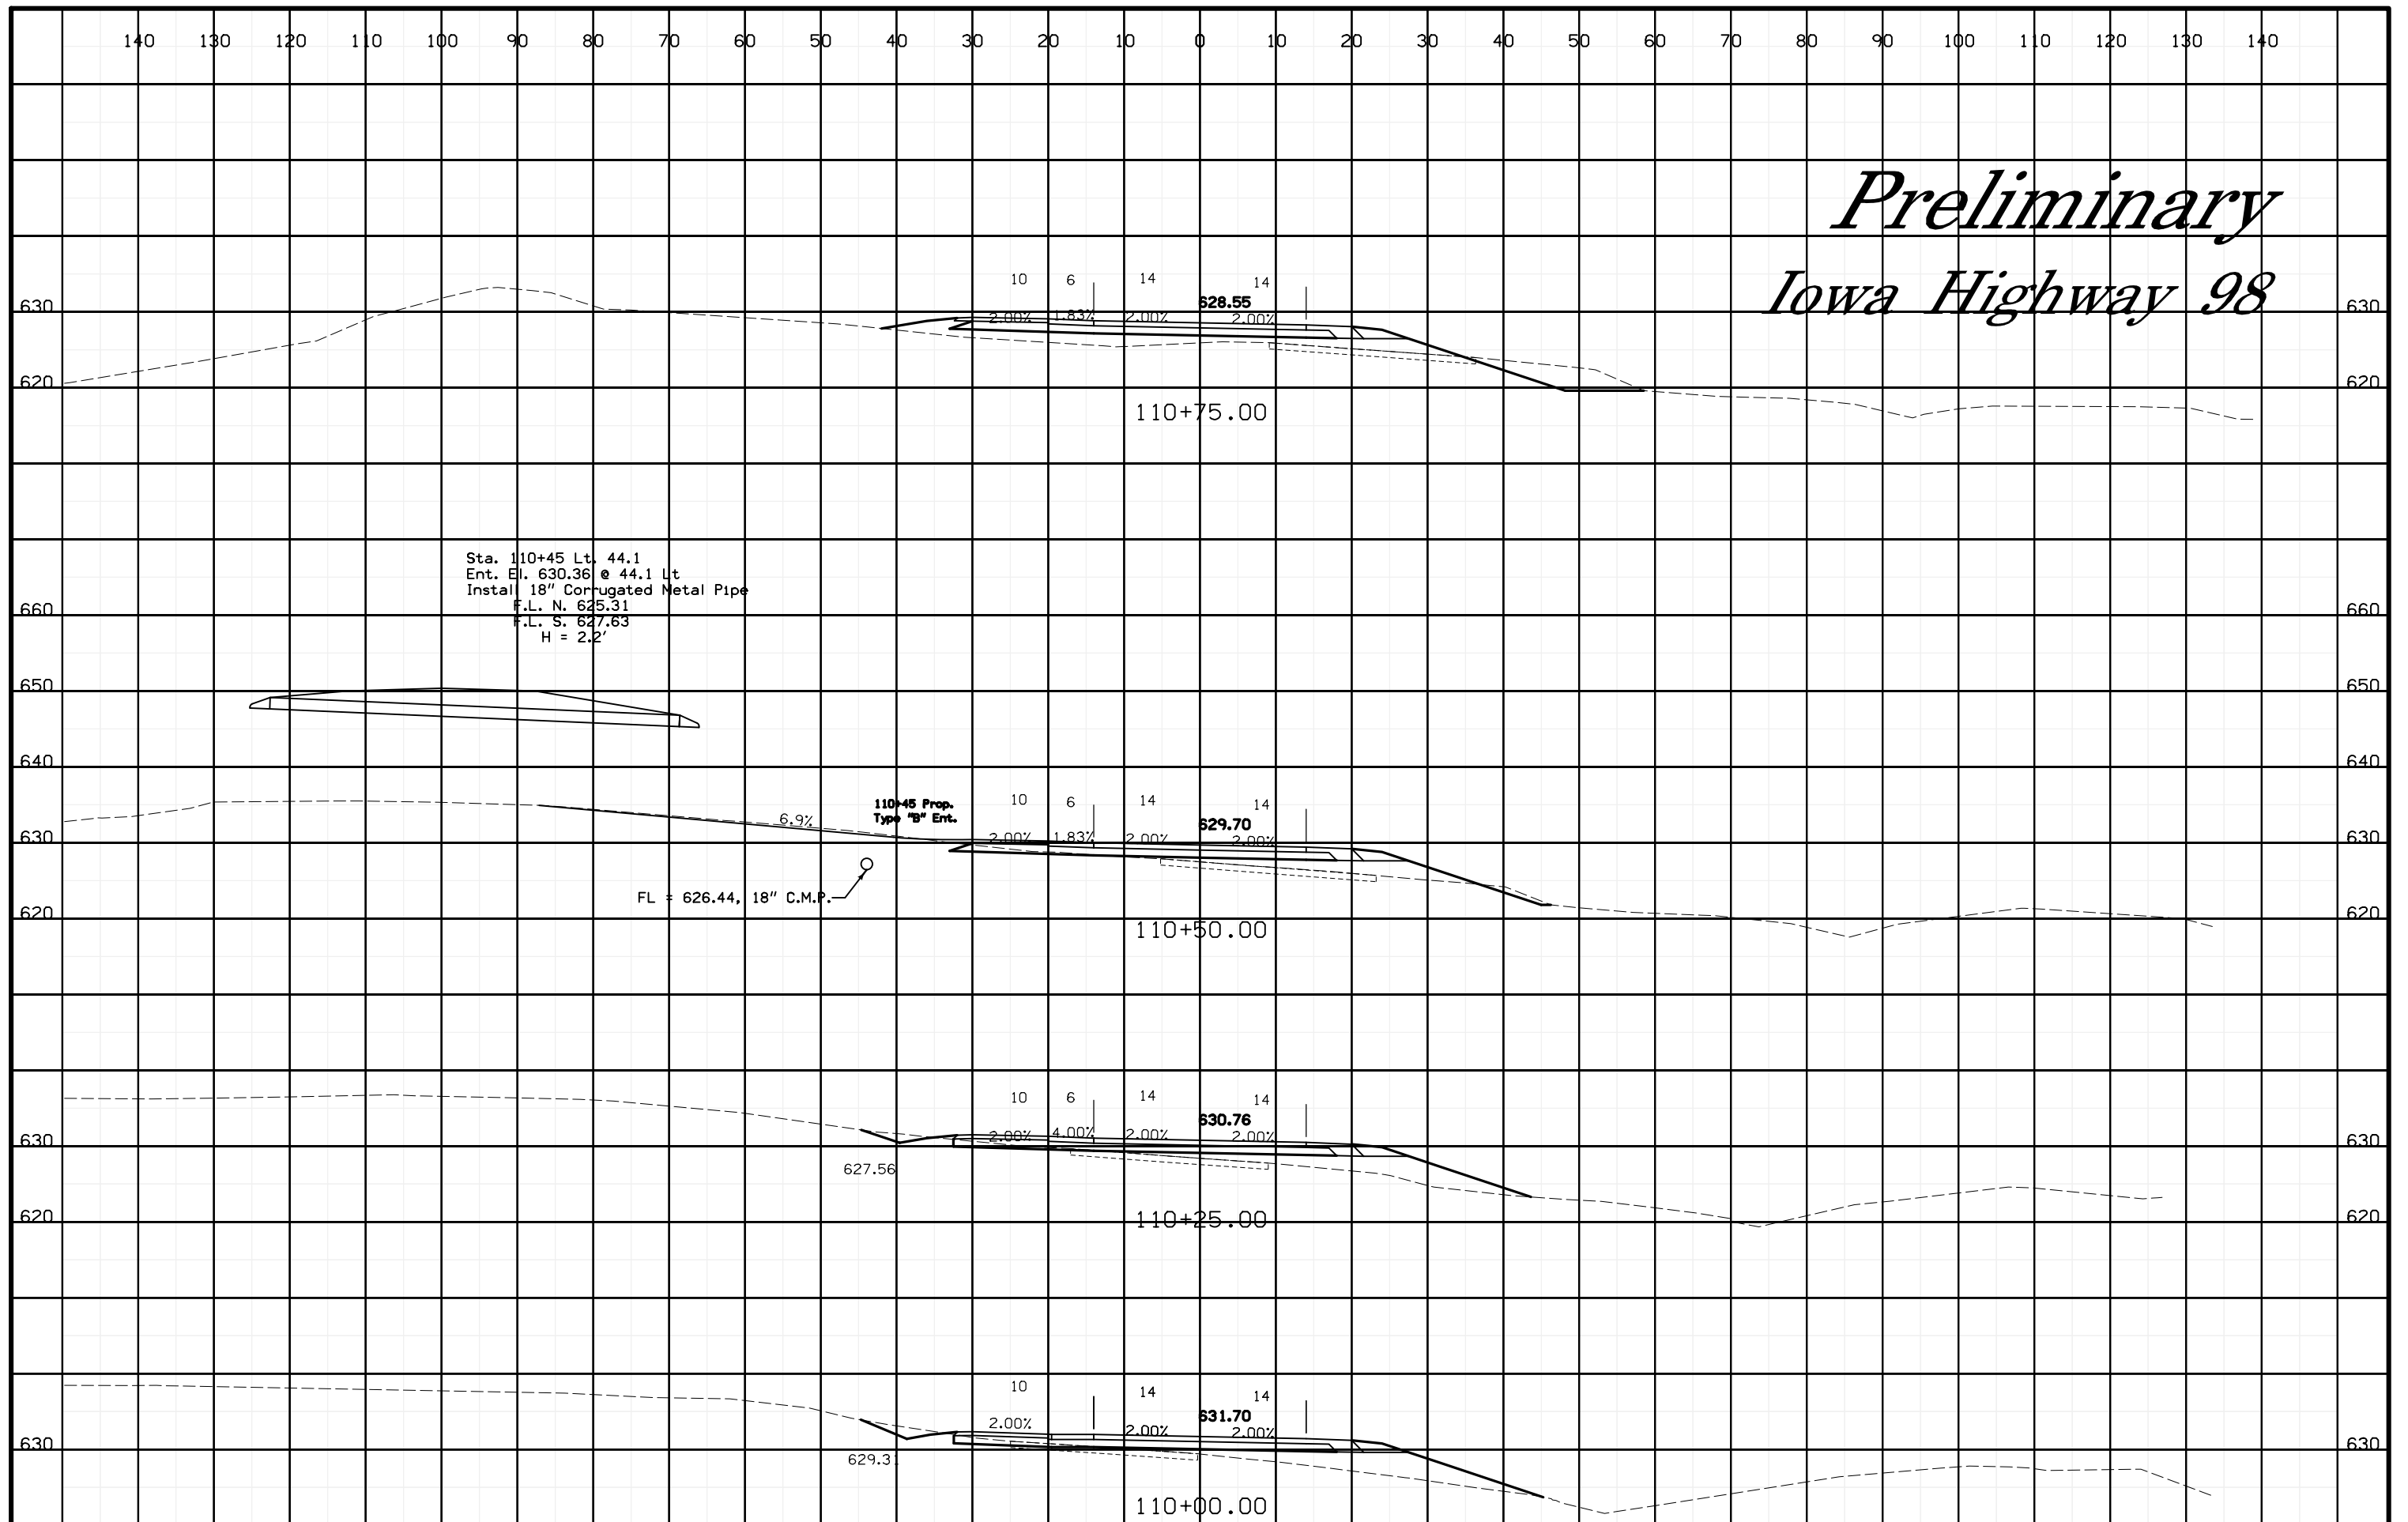 140 130 120 110 100 90 80 70 60 50 40 30 20 10 0 10 20 30 40 50 60 70 80 90 100 110 120 130 140
Preliminary
Iowa Highway 98
10 6 14 14
628.55
630 630
2.00% 1.83% 2.00% 2.00%
620 620
110+75.00
Sta. 110+45 Lt. 44.1
Ent. El. 630.36 @ 44.1 Lt
Install 18" Corrugated Metal Pipe
F.L. N. 625.31
F.L. S. 627.63
H = 2.2'
660 660
650 650
640 640
110+45 Prop.
Type "B" Ent.
10 6 14 14
6.9%
629.70
630 630
2.00% 1.83% 2.00% 2.00%
FL = 626.44, 18" C.M.P.
620 620
110+50.00
10 6 14 14
630.76
630 630
2.00% 4.00% 2.00% 2.00%
627.56
620 620
110+25.00
10 14 14
631.70
2.00% 2.00% 2.00%
630 630
629.31
110+00.00